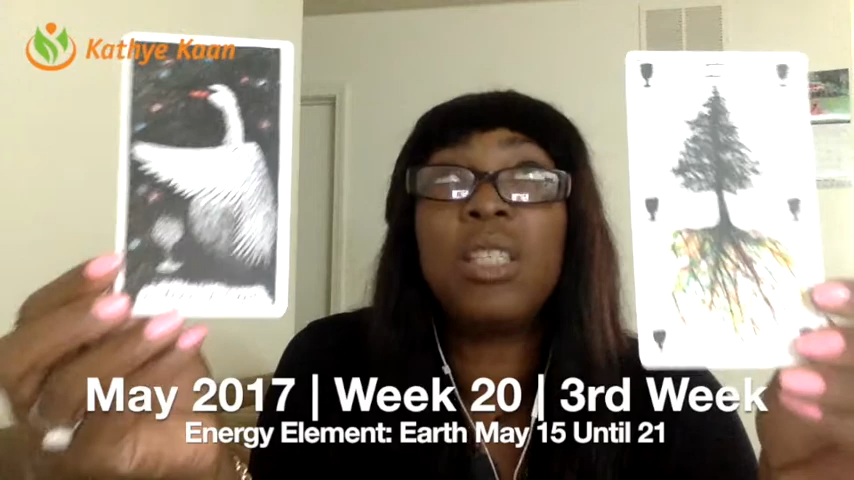 Kathye Kaan
May 2017 | Week 20 | 3rd Week
Energy Element: Earth May 15 Until 21